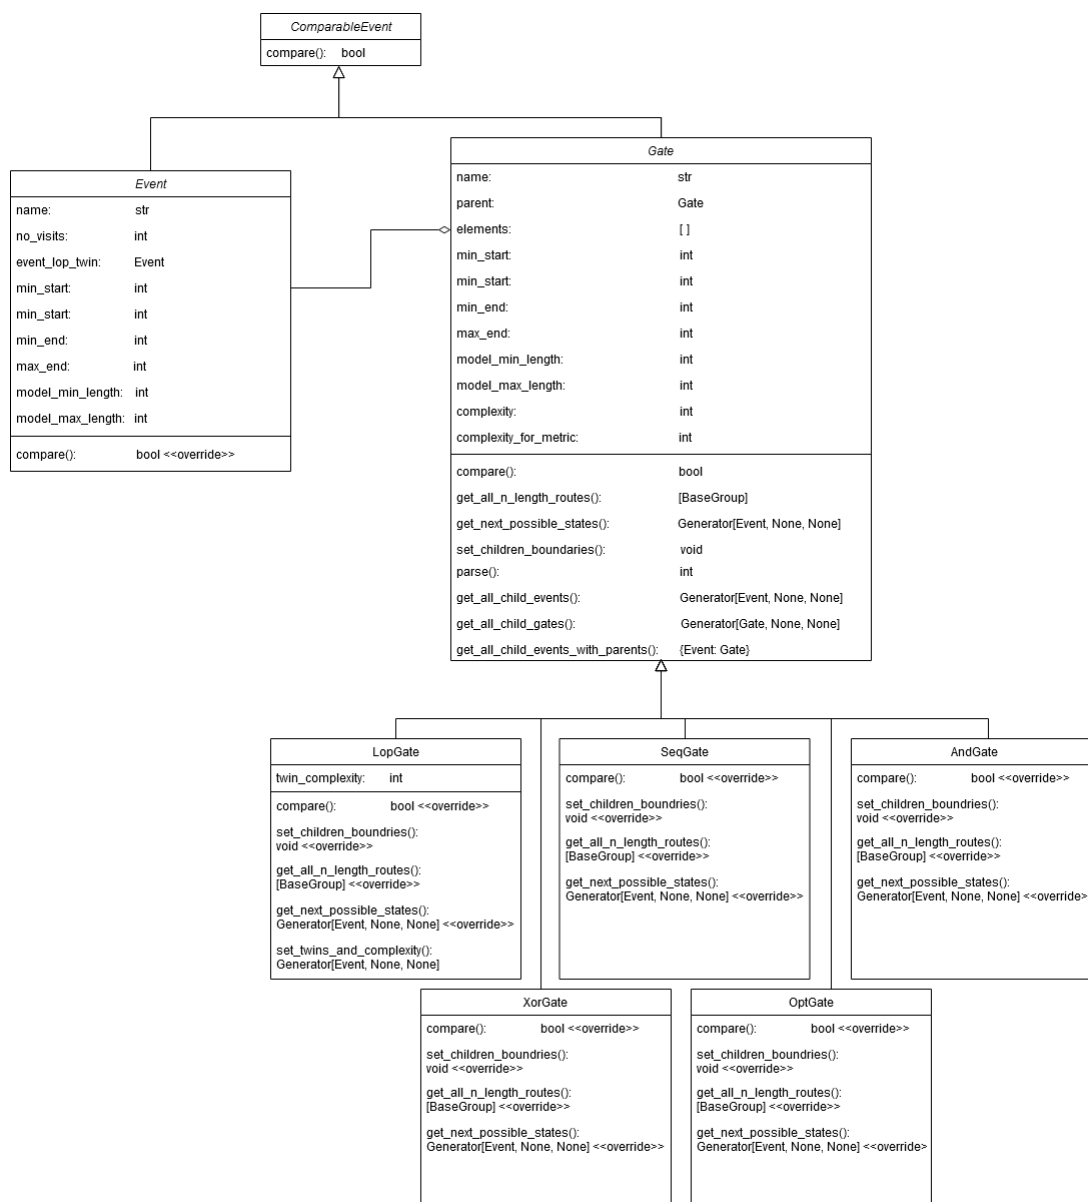 ComparableEvent
compare(): bool
Event
name: str
no_visits: int
event_lop_twin: Event
min_start: int
min_start: int
min_end: int
max_end: int
model_min_length: int
model_max_length: int
compare(): bool <<override>>
Gate
name: str
parent: Gate
elements: [ ]
min_start: int
min_start: int
min_end: int
max_end: int
model_min_length: int
model_max_length: int
complexity: int
complexity_for_metric: int
compare(): bool
get_all_n_length_routes(): [BaseGroup]
get_next_possible_states(): Generator[Event, None, None]
set_children_boundaries(): void
parse(): int
get_all_child_events(): Generator[Event, None, None]
get_all_child_gates(): Generator[Gate, None, None]
get_all_child_events_with_parents(): {Event: Gate}
LopGate
twin_complexity: int
compare(): bool <<override>>
set_children_boundries():
void <<override>>
get_all_n_length_routes():
[BaseGroup] <<override>>
get_next_possible_states():
Generator[Event, None, None] <<override>>
set_twins_and_complexity():
Generator[Event, None, None]
SeqGate
compare(): bool <<override>>
set_children_boundries():
void <<override>>
get_all_n_length_routes():
[BaseGroup] <<override>>
get_next_possible_states():
Generator[Event, None, None] <<override>>
AndGate
compare(): bool <<override>>
set_children_boundries():
void <<override>>
get_all_n_length_routes():
[BaseGroup] <<override>>
get_next_possible_states():
Generator[Event, None, None] <<override>
XorGate
compare(): bool <<override>>
set_children_boundries():
void <<override>>
get_all_n_length_routes():
[BaseGroup] <<override>>
get_next_possible_states():
Generator[Event, None, None] <<override>>
OptGate
compare(): bool <<override>>
set_children_boundries():
void <<override>>
get_all_n_length_routes():
[BaseGroup] <<override>>
get_next_possible_states():
Generator[Event, None, None] <<override>